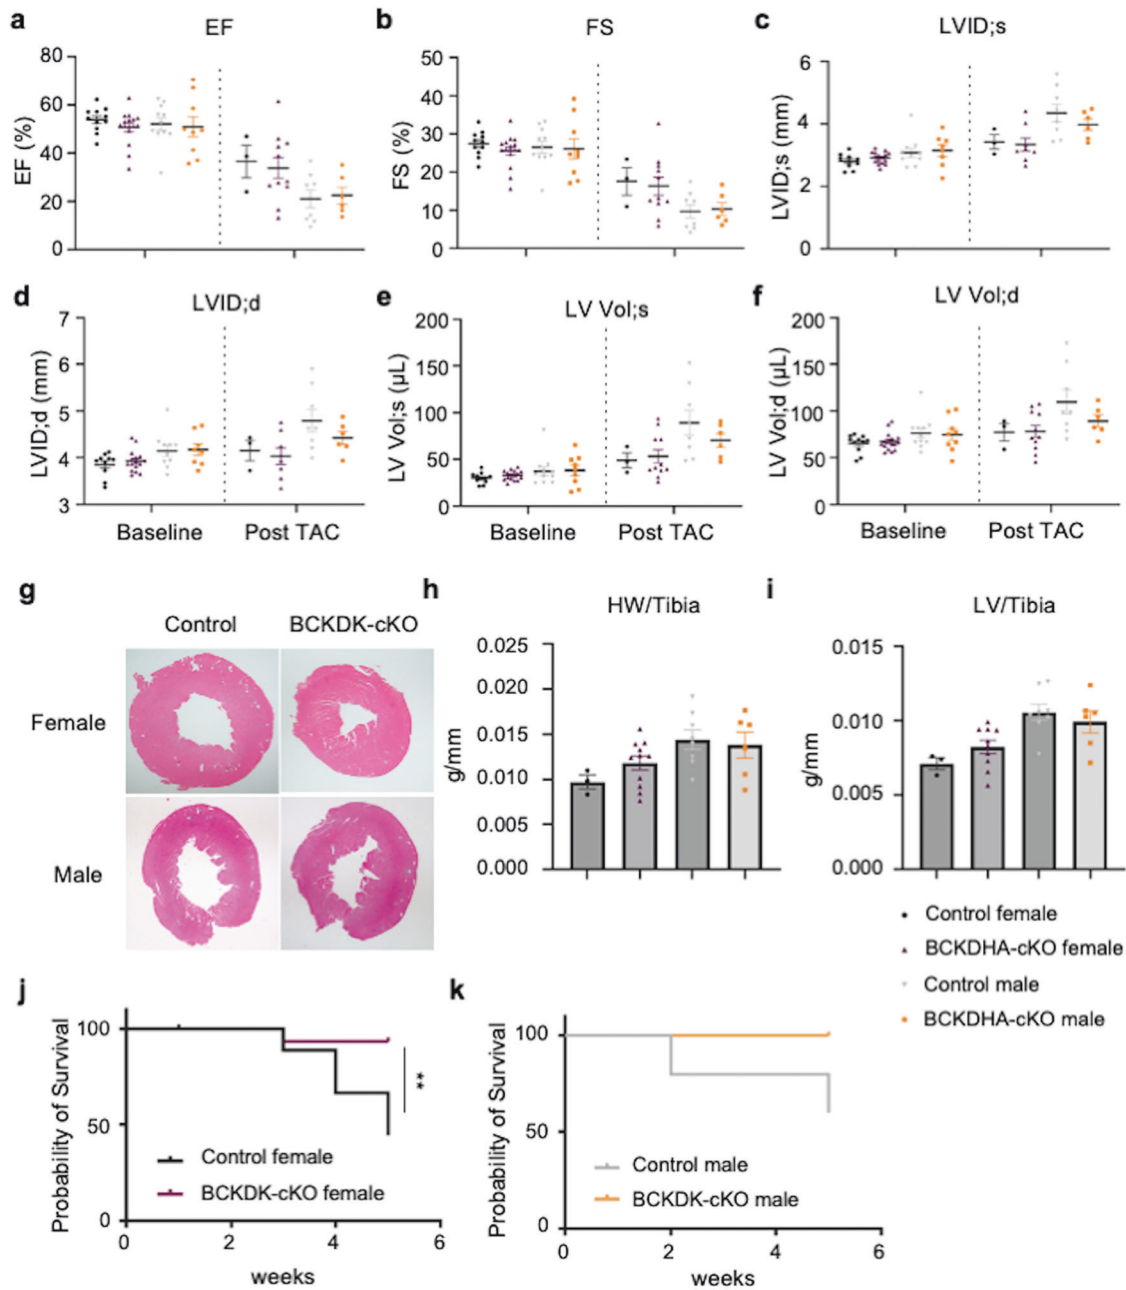 a
EF
EF (%)
80
60
40
20
0
b
FS
FS (%)
50
40
30
20
10
0
c
LVID;s
LVID;s (mm)
6
4
2
0
d
LVID;d
LVID;d (mm)
7
6
5
4
3
Baseline
Post TAC
e
LV Vol;s
LV Vol;s (µL)
200
150
100
50
0
Baseline
Post TAC
f
LV Vol;d
LV Vol;d (µL)
200
150
100
50
0
Baseline
Post TAC
g
Control
BCKDK-cKO
Female
Male
h
HW/Tibia
g/mm
0.025
0.020
0.015
0.010
0.005
0.000
i
LV/Tibia
g/mm
0.015
0.010
0.005
0.000
Control female
BCKDHA-cKO female
Control male
BCKDHA-cKO male
j
Probability of Survival
100
50
0
**
Control female
BCKDK-cKO female
0
2
4
6
weeks
k
Probability of Survival
100
50
0
Control male
BCKDK-cKO male
0
2
4
6
weeks